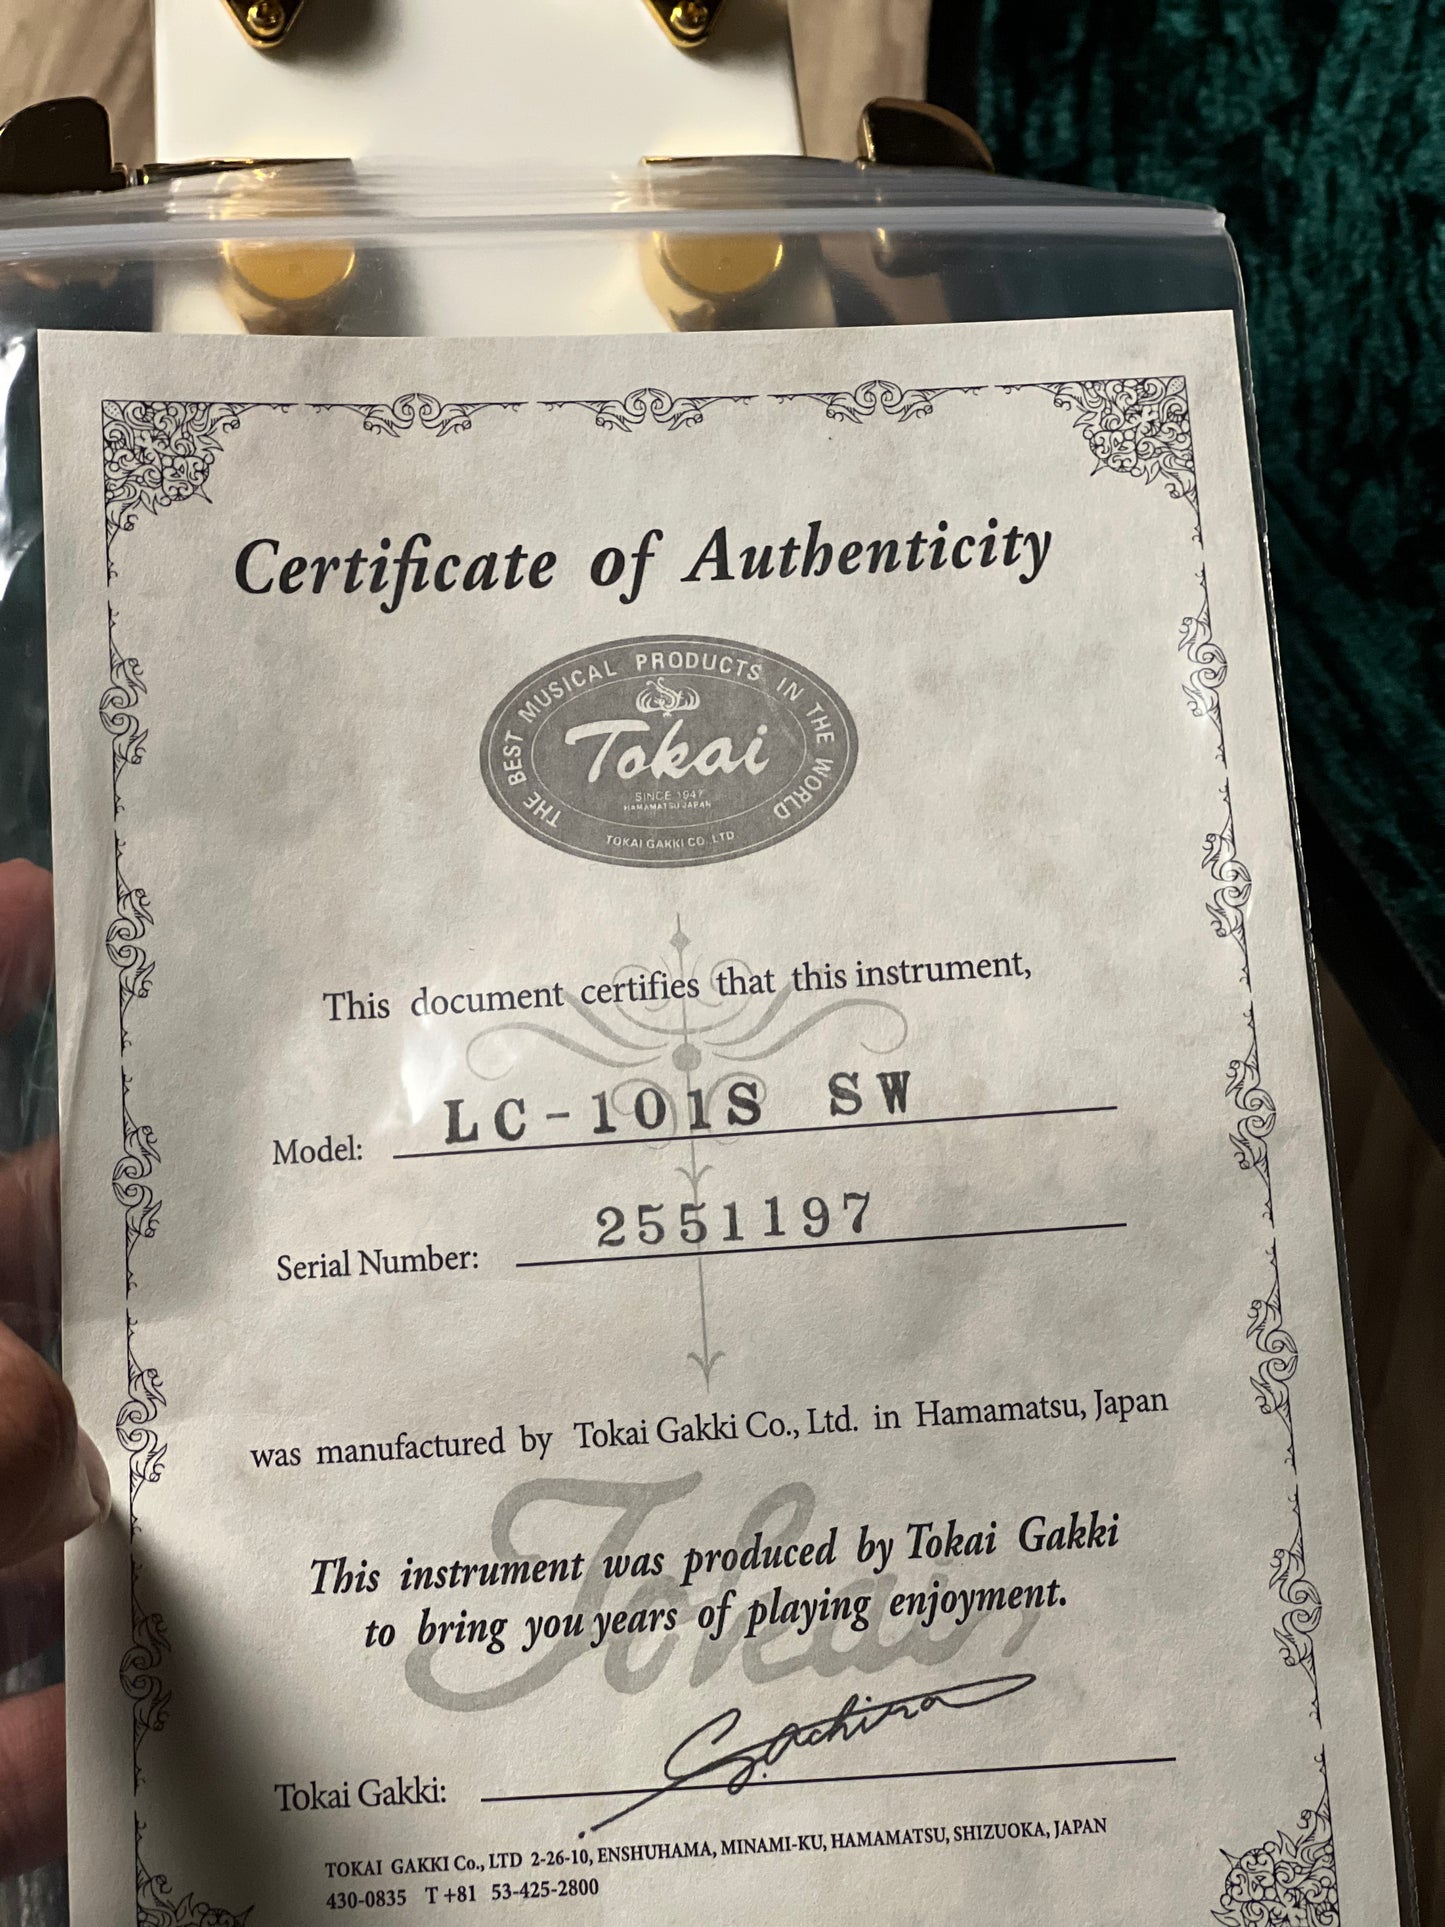 Certificate of Authenticity
THE BEST MUSICAL PRODUCTS IN THE WORLD
Tokai
SINCE 1947
HAMAMATSU JAPAN
TOKAI GAKKI CO. LTD
This document certifies that this instrument,
Model: LC-101S SW
Serial Number: 2551197
was manufactured by Tokai Gakki Co., Ltd. in Hamamatsu, Japan
Tokai
This instrument was produced by Tokai Gakki
to bring you years of playing enjoyment.
Tokai Gakki:
TOKAI GAKKI Co., LTD 2-26-10, ENSHUHAMA, MINAMI-KU, HAMAMATSU, SHIZUOKA, JAPAN
430-0835 T +81 53-425-2800